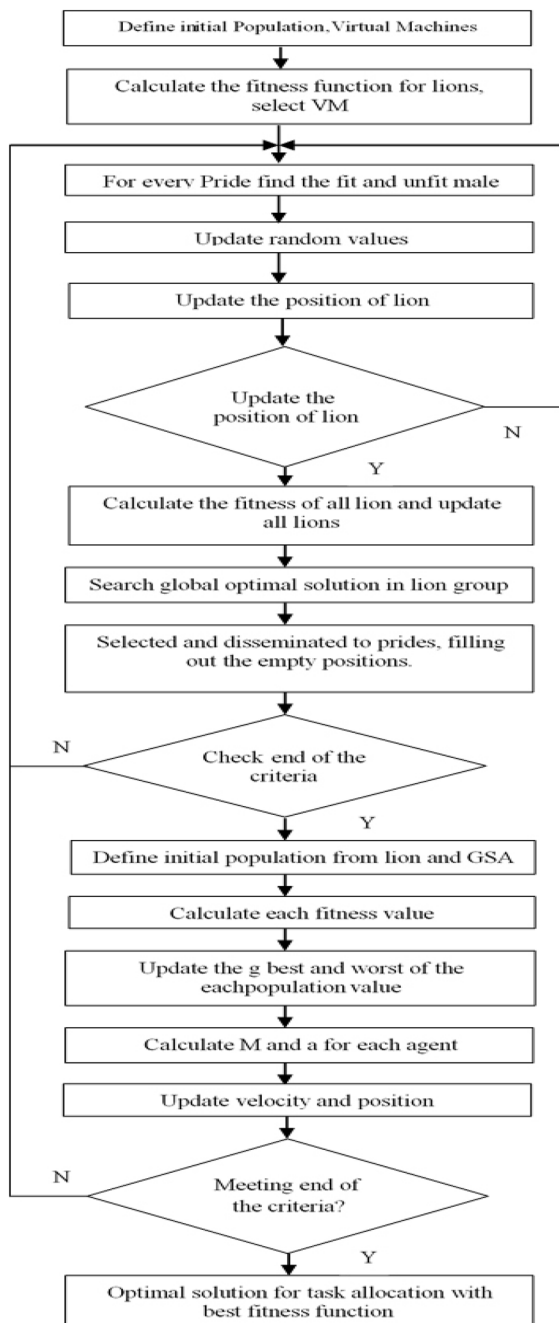 Define initial Population,Virtual Machines
Calculate the fitness function for lions,
select VM
For every Pride find the fit and unfit male
Update random values
Update the position of lion
Update the
position of lion
N
Y
Calculate the fitness of all lion and update
all lions
Search global optimal solution in lion group
Selected and disseminated to prides, filling
out the empty positions.
N
Check end of the
criteria
Y
Define initial population from lion and GSA
Calculate each fitness value
Update the g best and worst of the
eachpopulation value
Calculate M and a for each agent
Update velocity and position
N
Meeting end of
the criteria?
Y
Optimal solution for task allocation with
best fitness function